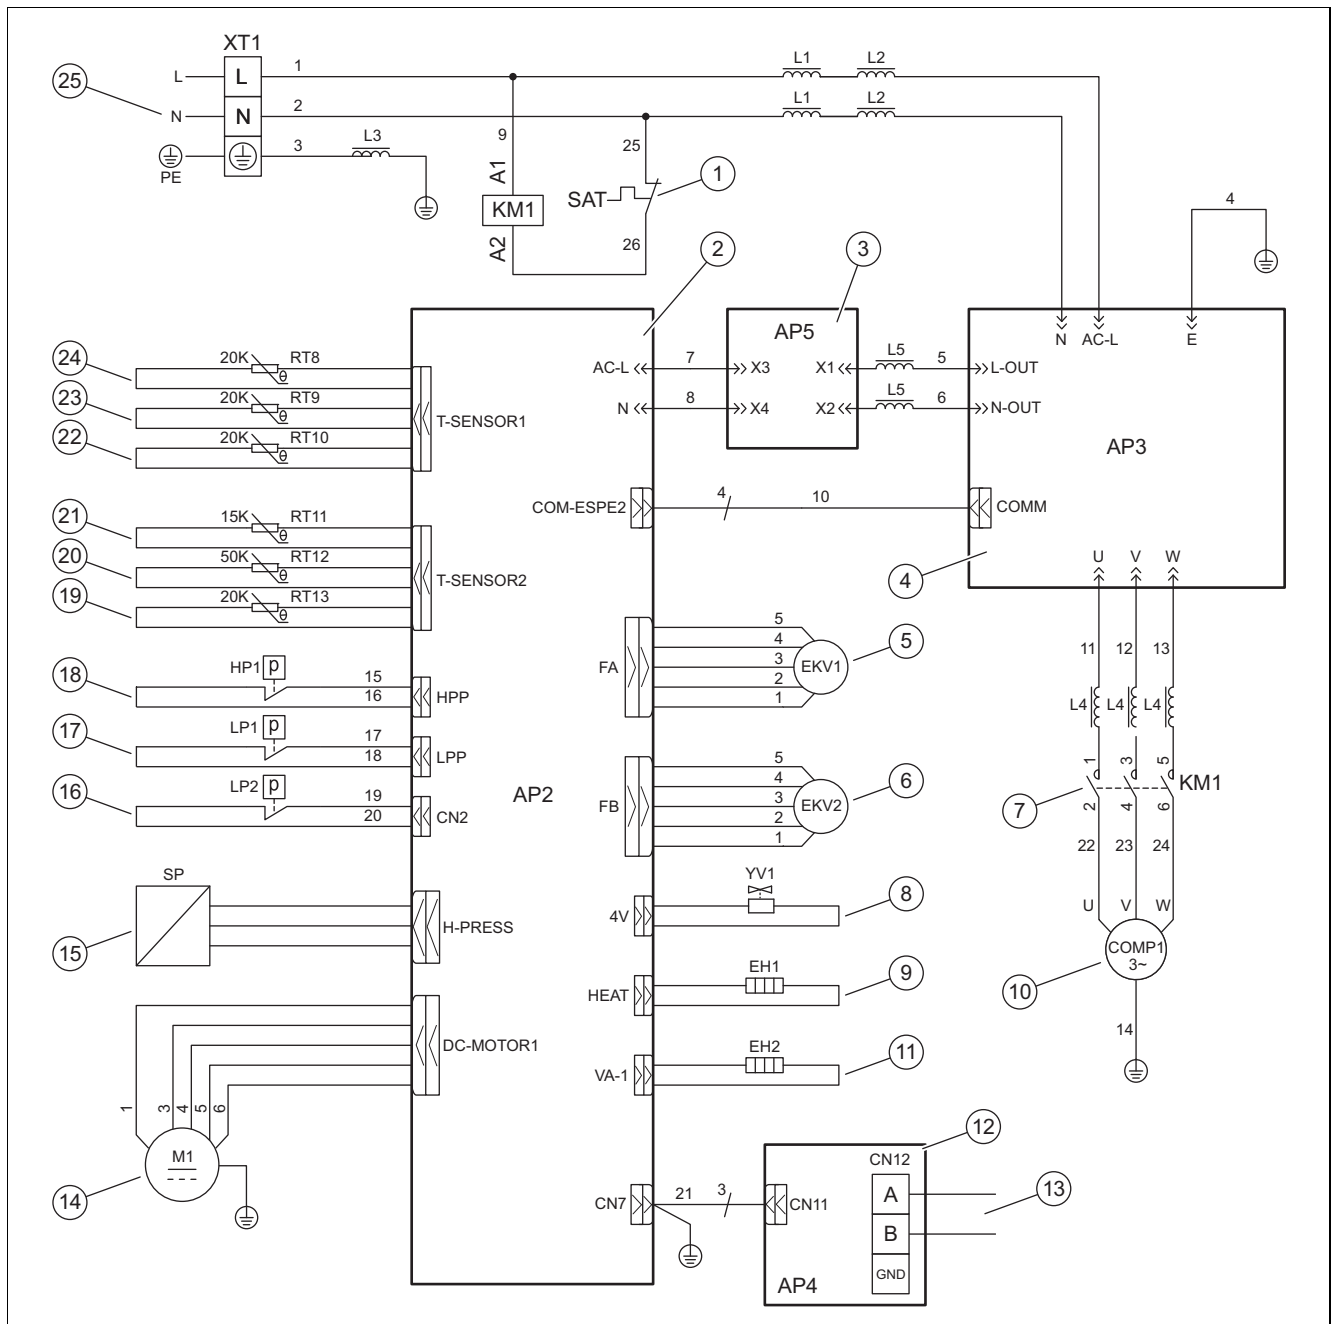 XT1
L L 1 L1 L2
25
N N 2 L1 L2
3 L3
PE
9 25
A1 SAT 1
KM1
A2 26
4
2 3
AP5
N AC-L E
24 20K RT8
AC-L 7 X3 X1 L5 5 L-OUT
23 20K RT9
N 8 X4 X2 L5 6 N-OUT
T-SENSOR1
22 20K RT10
AP3
COM-ESPE2 4 10 COMM
21 15K RT11
20 50K RT12
T-SENSOR2
19 20K RT13
4
U V W
FA 5 4 3 2 1 EKV1 5
11 12 13
18 HP1 p 15
16 HPP
L4 L4 L4
17 LP1 p 17
18 LPP
16 LP2 p 19
20 CN2
AP2
FB 5 4 3 2 1 EKV2 6
7 1 3 5 KM1
2 4 6
22 23 24
SP
15
H-PRESS
YV1
4V 8
U V W
COMP1
3~
10
EH1
HEAT 9
14
DC-MOTOR1
EH2
VA-1 11
1 3 4 5 6
M1
14
12
CN12
CN7 21 3 CN11 A
B
GND
13
AP4